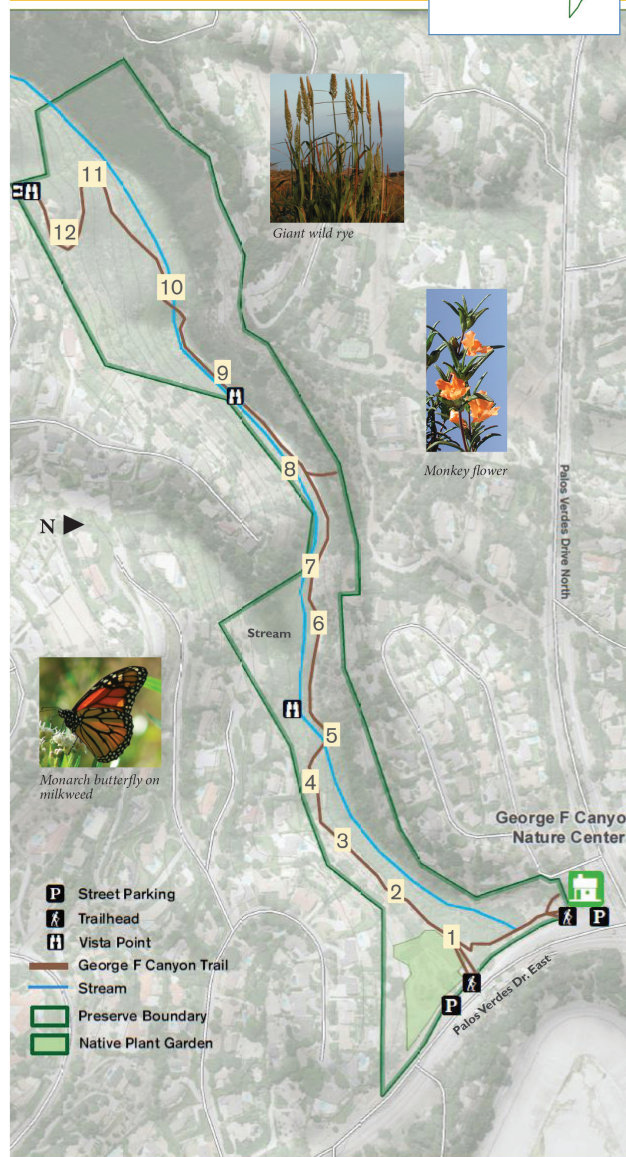 11
Giant wild rye
12
10
9
Monkey flower
8
Palos Verdes Drive North
N
7
6
Stream
5
Monarch butterfly on
milkweed
4
George F Canyo
Nature Center
3
2
P Street Parking
Trailhead
Vista Point
1
P
George F Canyon Trail
Stream
P
Palos Verdes Dr. East
Preserve Boundary
Native Plant Garden